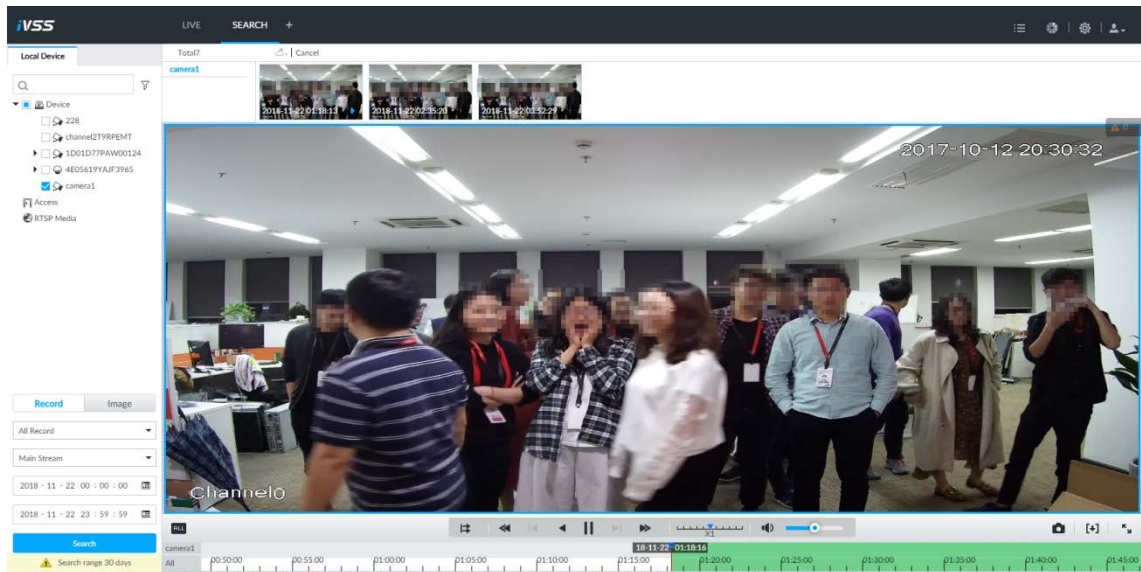 iVSS
LIVE SEARCH +
Local Device
Total7 Cancel
camera1
Device
228
channel2T9RPEMT
1D01D77PAW00124
4E05619YAJF3965
camera1
Access
RTSP Media
2018-11-22 01:18:13 2018-11-22 02:35:20 2018-11-22 03:52:29
0
2017-10-12 20:30:32
Channel0
Record Image
All Record
Main Stream
2018 - 11 - 22 00 : 00 : 00
2018 - 11 - 22 23 : 59 : 59
Search
Search range 30 days
ALL
X1
camera1 18-11-22 01:18:16
All 00:50:00 00:55:00 01:00:00 01:05:00 01:10:00 01:15:00 01:20:00 01:25:00 01:30:00 01:35:00 01:40:00 01:45:00